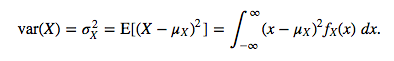 var(X) = σ_X^2 = E[(X − μ_X)^2] = ∫_{−∞}^{∞} (x − μ_X)^2 f_X(x) dx.